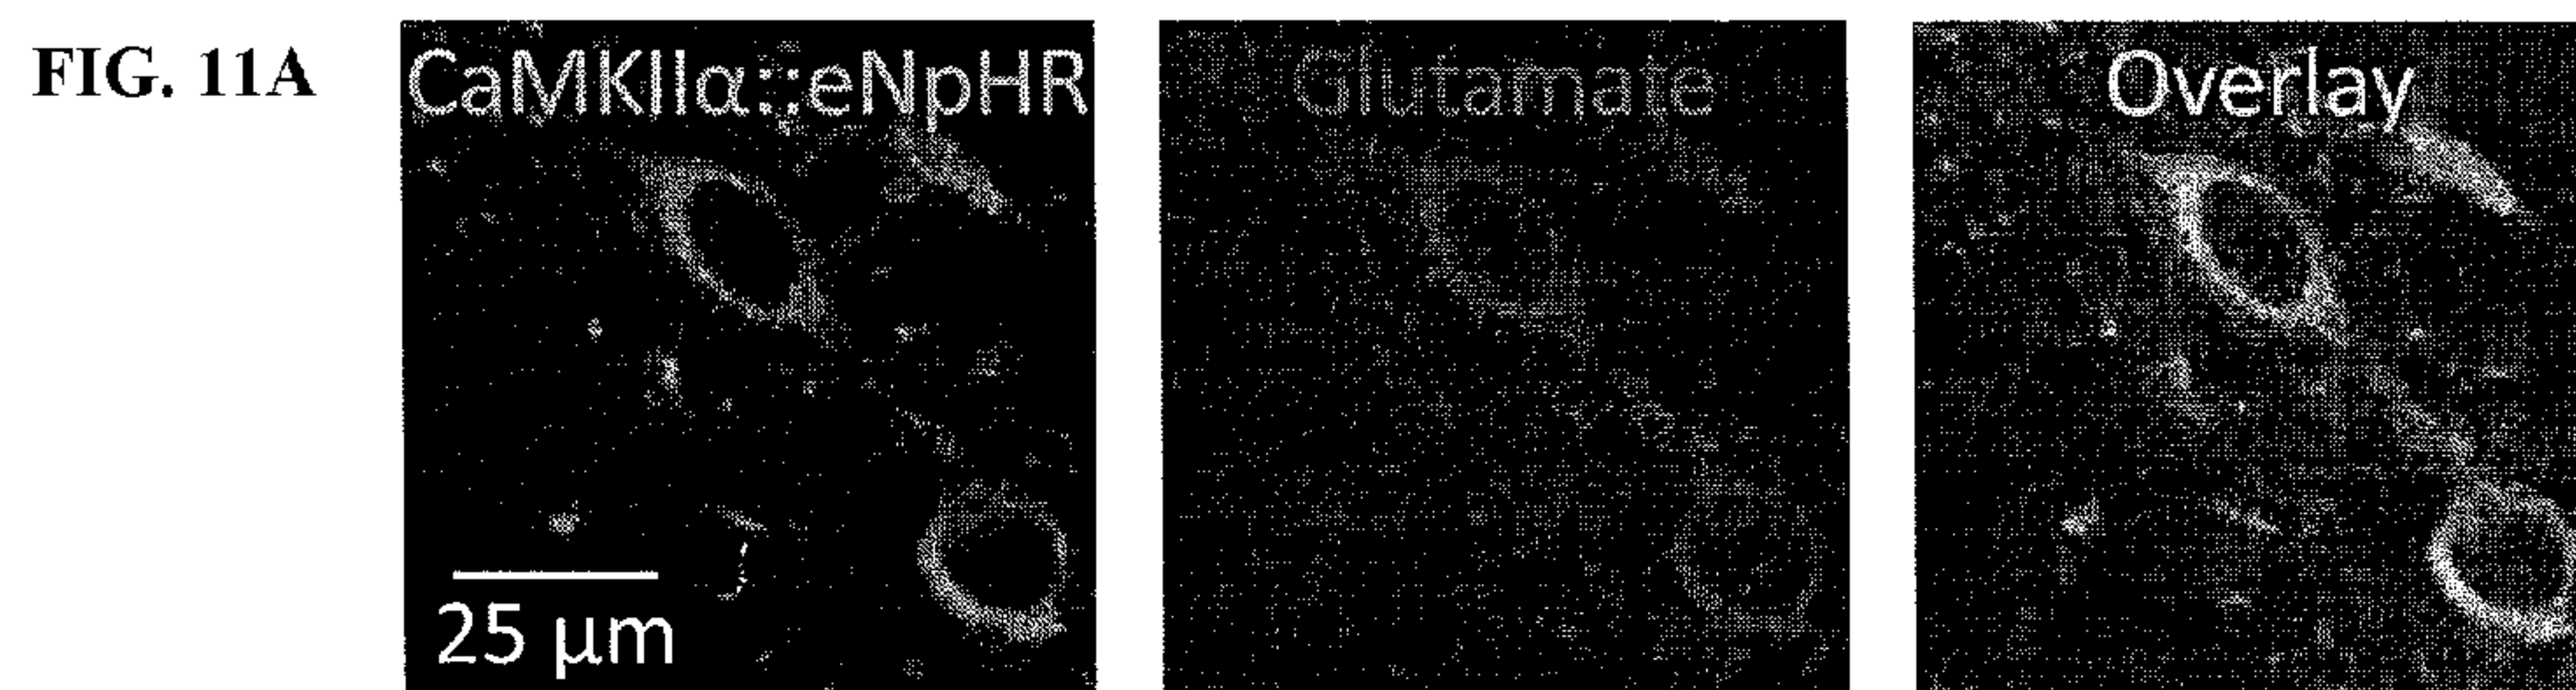 FIG. 11A
CaMKIIα::eNpHR
Glutamate
Overlay
25 μm